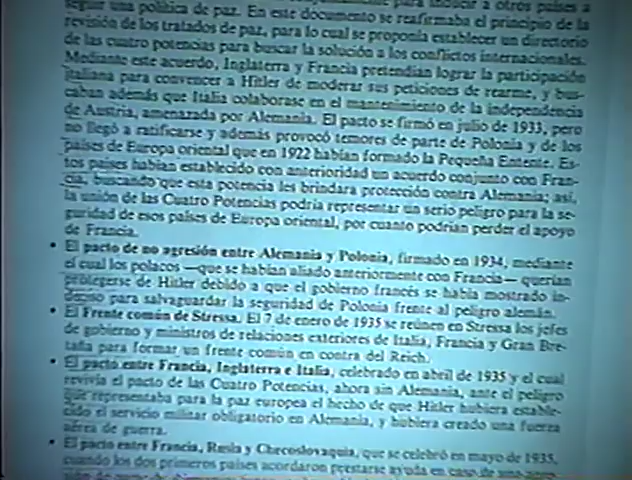 seguir una política de paz. En este documento se reafirmaba el principio de la
revisión de los tratados de paz, para lo cual se proponía establecer un directorio
de las cuatro potencias para buscar la solución a los conflictos internacionales.
Mediante este acuerdo, Inglaterra y Francia pretendían lograr la participación
italiana para convencer a Hitler de moderar sus peticiones de rearme, y bus-
caban además que Italia colaborase en el mantenimiento de la independencia
de Austria, amenazada por Alemania. El pacto se firmó en julio de 1933, pero
no llegó a ratificarse y además provocó temores de parte de Polonia y de los
países de Europa oriental que en 1922 habían formado la Pequeña Entente. Es-
tos países habían establecido con anterioridad un acuerdo conjunto con Fran-
cia, buscando que esta potencia les brindara protección contra Alemania; así,
la unión de las Cuatro Potencias podría representar un serio peligro para la se-
guridad de esos países de Europa oriental, por cuanto podrían perder el apoyo
de Francia.
• El pacto de no agresión entre Alemania y Polonia, firmado en 1934, mediante
el cual los polacos —que se habían aliado anteriormente con Francia— querían
protegerse de Hitler debido a que el gobierno francés se había mostrado in-
deciso para salvaguardar la seguridad de Polonia frente al peligro alemán.
• El Frente común de Stressa. El 7 de enero de 1935 se reúnen en Stressa los jefes
de gobierno y ministros de relaciones exteriores de Italia, Francia y Gran Bre-
taña para formar un frente común en contra del Reich.
• El pacto entre Francia, Inglaterra e Italia, celebrado en abril de 1935 y el cual
revivía el pacto de las Cuatro Potencias, ahora sin Alemania, ante el peligro
que representaba para la paz europea el hecho de que Hitler hubiera estable-
cido el servicio militar obligatorio en Alemania, y hubiera creado una fuerza
aérea de guerra.
• El pacto entre Francia, Rusia y Checoslovaquia, que se celebró en mayo de 1935,
cuando los dos primeros países acordaron prestarse ayuda en caso de una